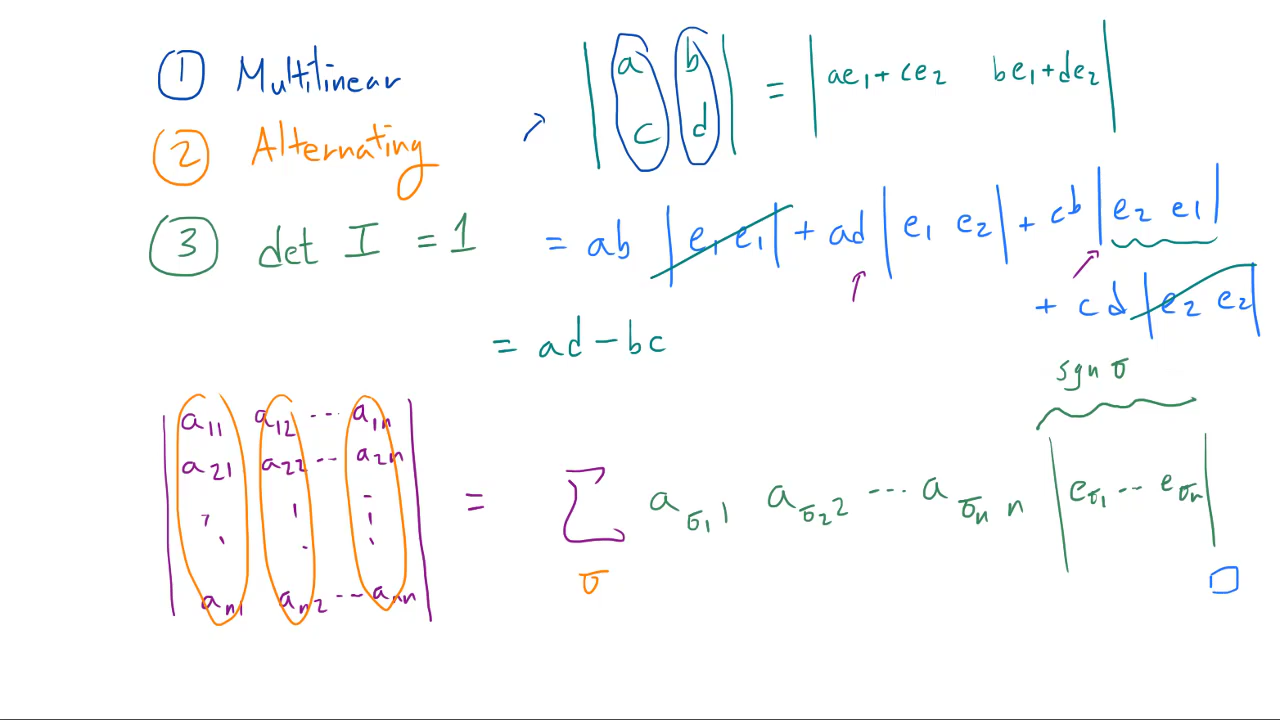 ① Multilinear
② Alternating
③ det I = 1
| a b | = | ae₁ + ce₂ be₁ + de₂ |
| c d |
= ab | e₁ e₁ | + ad | e₁ e₂ | + cb | e₂ e₁ |
+ cd | e₂ e₂ |
= ad − bc
sgn σ
| a₁₁ a₁₂ ⋯ a₁ₙ |
| a₂₁ a₂₂ ⋯ a₂ₙ |
| ⋮ ⋮ ⋮ |
| aₙ₁ aₙ₂ ⋯ aₙₙ |
= Σ_σ a_{σ₁1} a_{σ₂2} ⋯ a_{σₙn} | e_{σ₁} ⋯ e_{σₙ} |
□